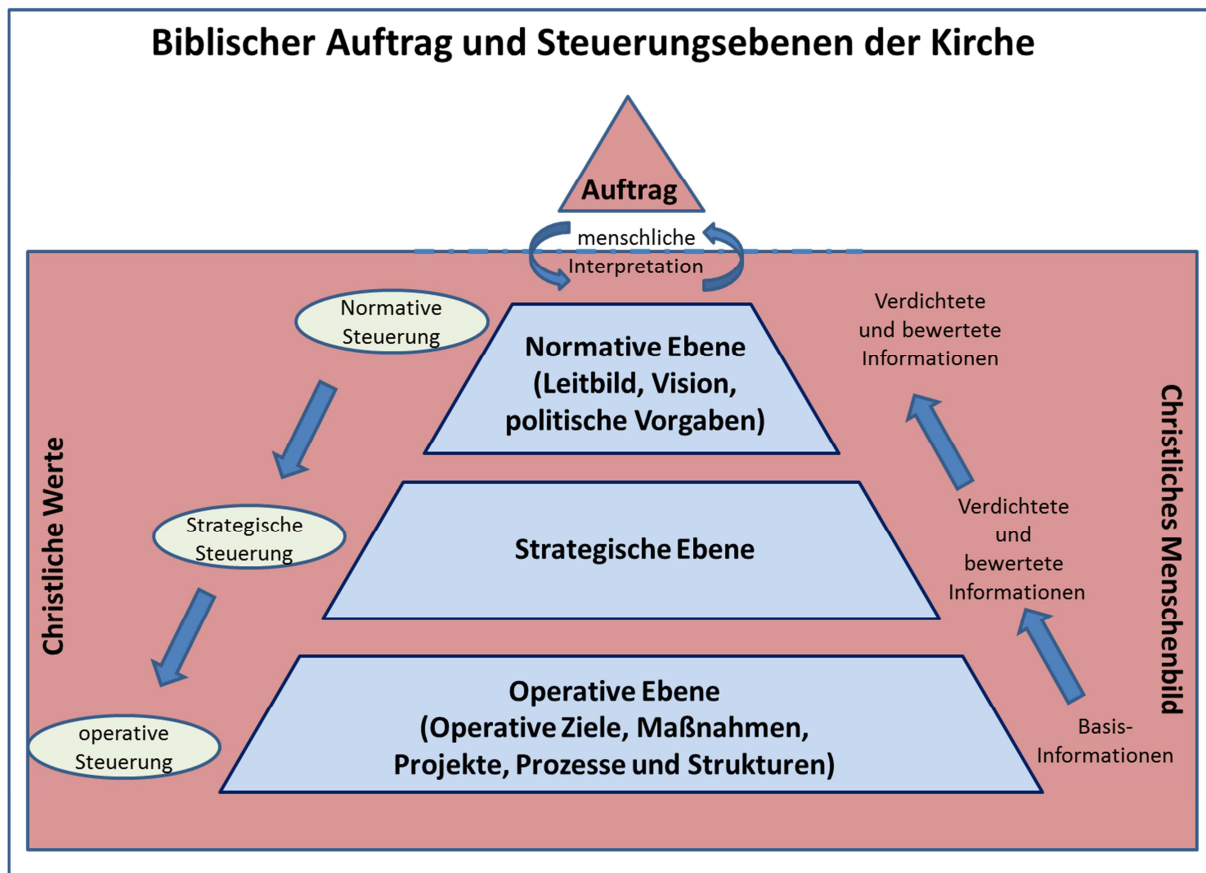 Biblischer Auftrag und Steuerungsebenen der Kirche
Auftrag
menschliche
Interpretation
Normative
Steuerung
Normative Ebene
(Leitbild, Vision,
politische Vorgaben)
Verdichtete
und bewertete
Informationen
Christliche Werte
Christliches Menschenbild
Strategische
Steuerung
Strategische Ebene
Verdichtete
und
bewertete
Informationen
operative
Steuerung
Operative Ebene
(Operative Ziele, Maßnahmen,
Projekte, Prozesse und Strukturen)
Basis-
Informationen